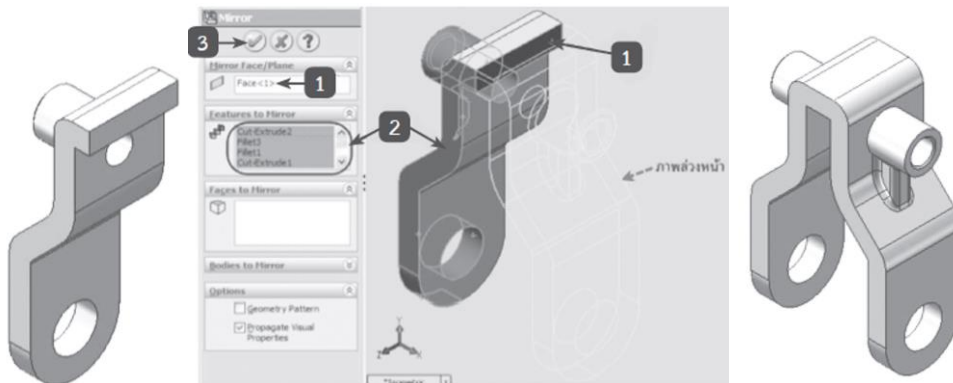 Mirror
3
Mirror Face/Plane
Face<1>
1
Features to Mirror
Cut-Extrude2
Fillet3
Fillet1
Cut-Extrude1
2
Faces to Mirror
Bodies to Mirror
Options
Geometry Pattern
Propagate Visual
Properties
1
ภาพล่วงหน้า
Y
Z
X